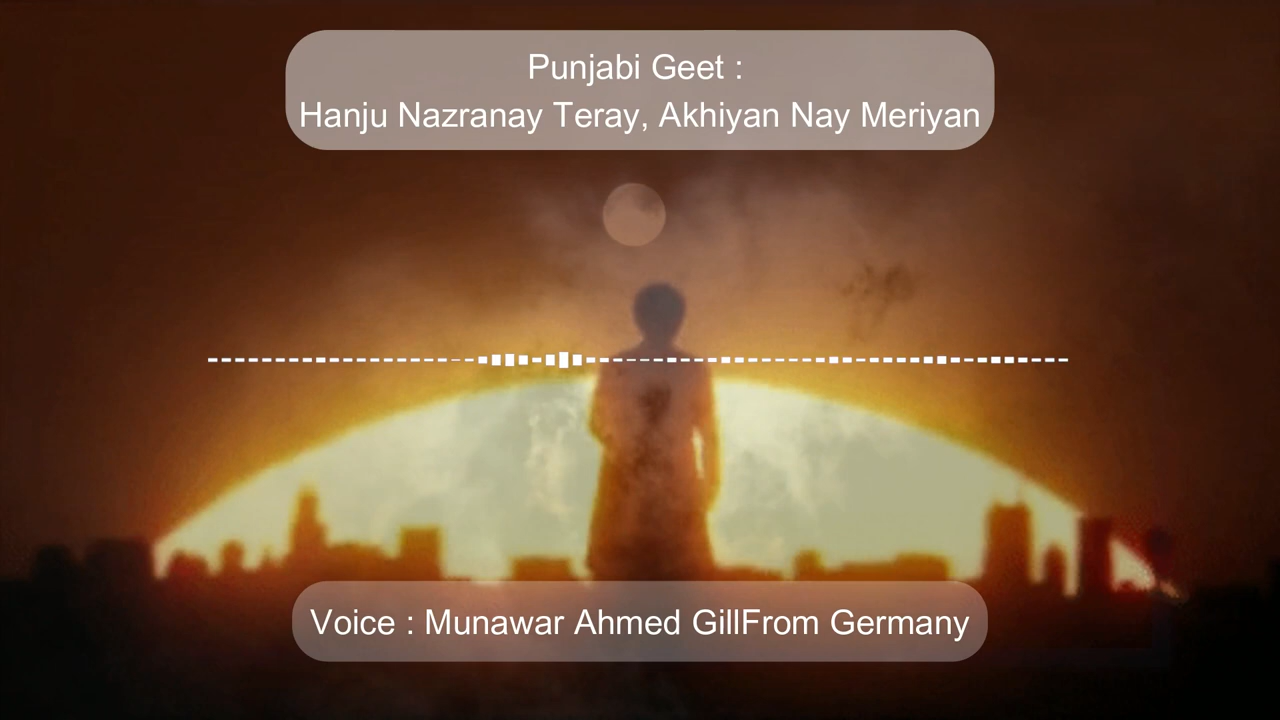 Punjabi Geet :
Hanju Nazranay Teray, Akhiyan Nay Meriyan
Voice : Munawar Ahmed GillFrom Germany